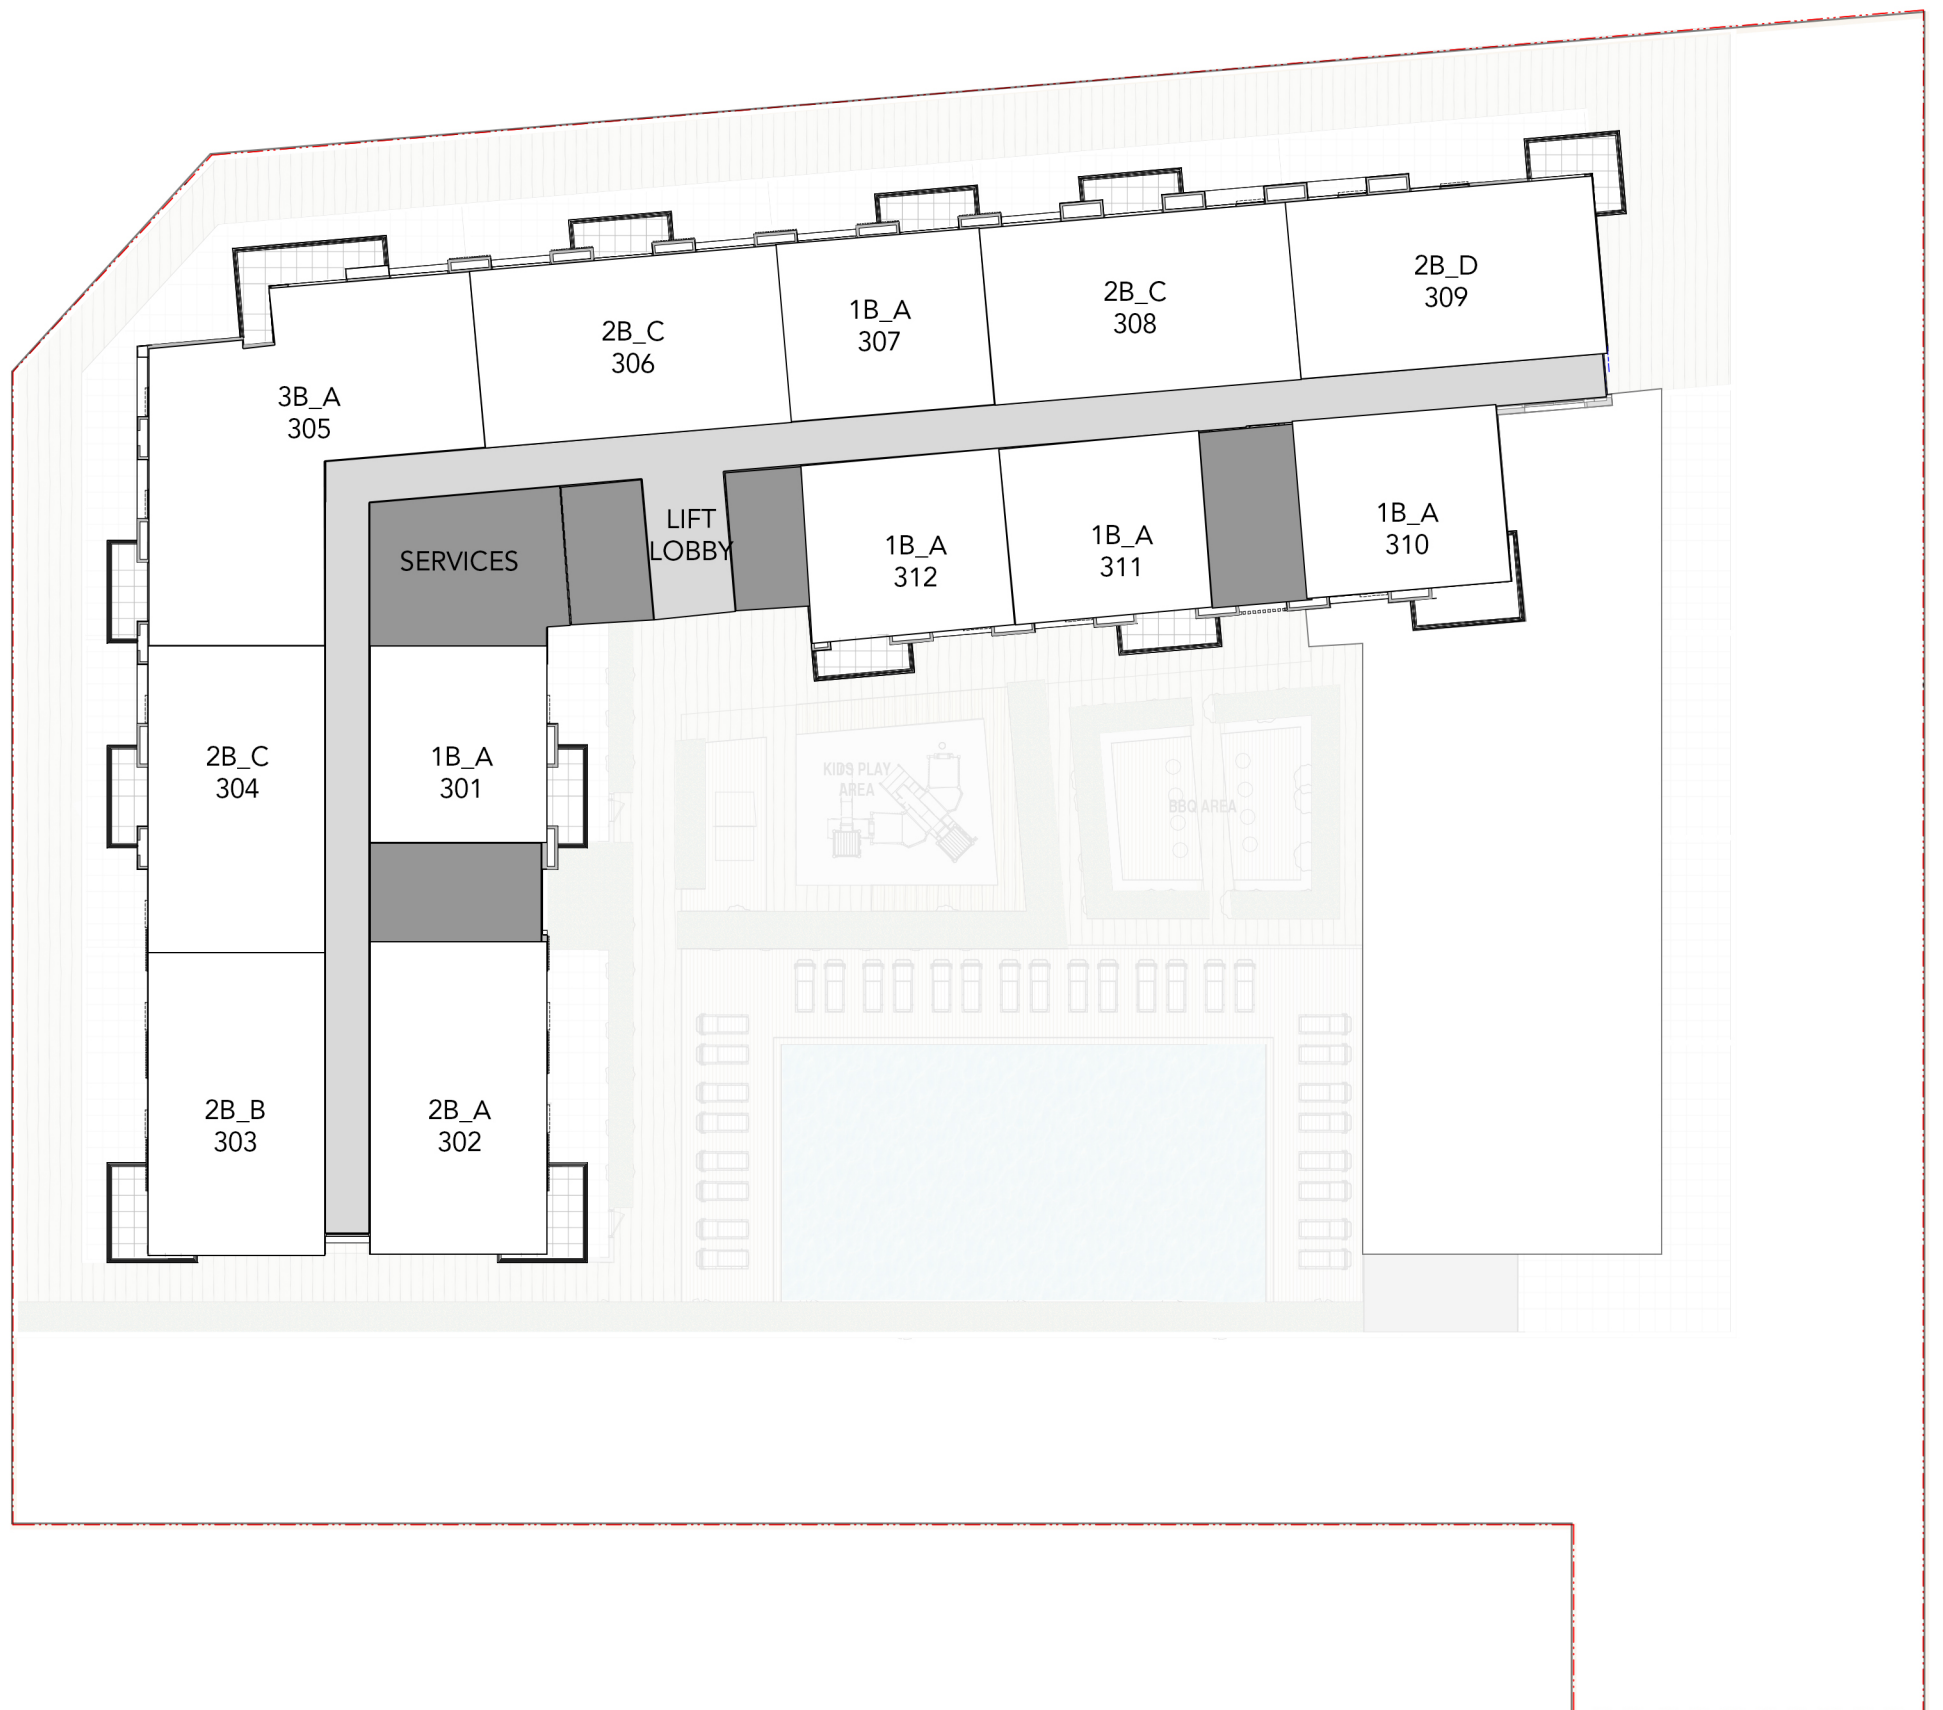 2B_D
309
2B_C
308
1B_A
307
2B_C
306
3B_A
305
1B_A
310
LIFT
LOBBY
1B_A
311
1B_A
312
SERVICES
2B_C
304
1B_A
301
KIDS PLAY
AREA
BBQ AREA
2B_B
303
2B_A
302